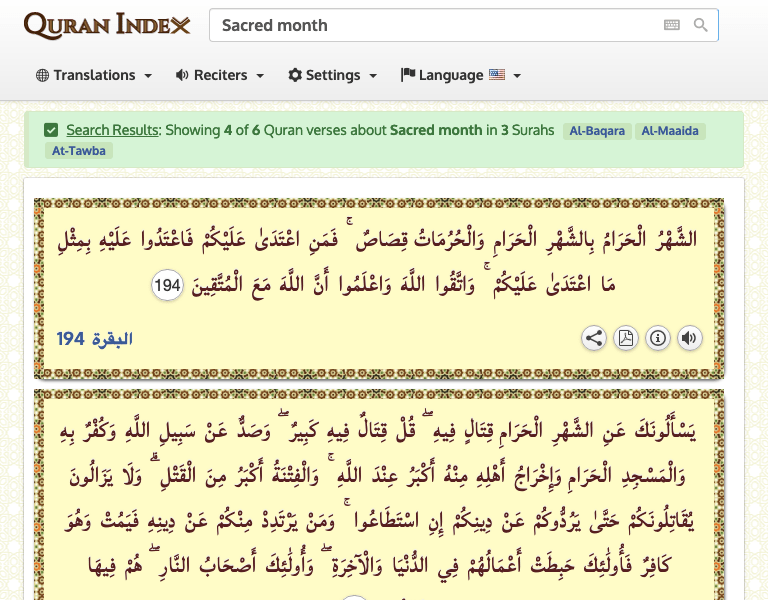 QURAN INDEX
Sacred month
Translations Reciters Settings Language
Search Results: Showing 4 of 6 Quran verses about Sacred month in 3 Surahs Al-Baqara Al-Maaida
At-Tawba
الشَّهْرُ الْحَرَامُ بِالشَّهْرِ الْحَرَامِ وَالْحُرُمَاتُ قِصَاصٌ ۚ فَمَنِ اعْتَدَىٰ عَلَيْكُمْ فَاعْتَدُوا عَلَيْهِ بِمِثْلِ
مَا اعْتَدَىٰ عَلَيْكُمْ ۚ وَاتَّقُوا اللَّهَ وَاعْلَمُوا أَنَّ اللَّهَ مَعَ الْمُتَّقِينَ 194
البقرة 194
يَسْأَلُونَكَ عَنِ الشَّهْرِ الْحَرَامِ قِتَالٍ فِيهِ ۖ قُلْ قِتَالٌ فِيهِ كَبِيرٌ ۖ وَصَدٌّ عَنْ سَبِيلِ اللَّهِ وَكُفْرٌ بِهِ
وَالْمَسْجِدِ الْحَرَامِ وَإِخْرَاجُ أَهْلِهِ مِنْهُ أَكْبَرُ عِنْدَ اللَّهِ ۚ وَالْفِتْنَةُ أَكْبَرُ مِنَ الْقَتْلِ ۗ وَلَا يَزَالُونَ
يُقَاتِلُونَكُمْ حَتَّىٰ يَرُدُّوكُمْ عَنْ دِينِكُمْ إِنِ اسْتَطَاعُوا ۚ وَمَنْ يَرْتَدِدْ مِنْكُمْ عَنْ دِينِهِ فَيَمُتْ وَهُوَ
كَافِرٌ فَأُولَٰئِكَ حَبِطَتْ أَعْمَالُهُمْ فِي الدُّنْيَا وَالْآخِرَةِ ۖ وَأُولَٰئِكَ أَصْحَابُ النَّارِ ۖ هُمْ فِيهَا